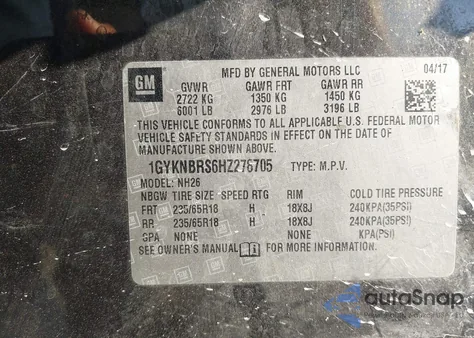 GM
MFD BY GENERAL MOTORS LLC 04/17
GVWR GAWR FRT GAWR RR
2722 KG 1350 KG 1450 KG
6001 LB 2976 LB 3196 LB
THIS VEHICLE CONFORMS TO ALL APPLICABLE U.S. FEDERAL MOTOR
VEHICLE SAFETY STANDARDS IN EFFECT ON THE DATE OF
MANUFACTURE SHOWN ABOVE.
1GYKNBRS6HZ276705 TYPE: M.P.V.
MODEL: NH26
NBGW TIRE SIZE SPEED RTG RIM COLD TIRE PRESSURE
FRT 235/65R18 H 18X8J 240KPA(35PSI)
RR 235/65R18 H 18X8J 240KPA(35PSI)
SPA NONE NONE KPA(PSI)
SEE OWNER'S MANUAL FOR MORE INFORMATION
autoSnap